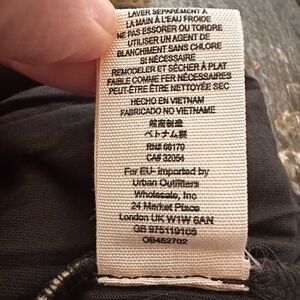 LAVER SÉPARÉMENT À
LA MAIN À L'EAU FROIDE
NE PAS ESSORER OU TORDRE
UTILISER UN AGENT DE
BLANCHIMENT SANS CHLORE
SI NÉCESSAIRE
REMODELER ET SÉCHER À PLAT
FAIBLE COMME FER NÉCESSAIRES
PEUT-ÊTRE ÊTRE NETTOYÉE SEC
HECHO EN VIETNAM
FABRICADO NO VIETNAME
越南制造
ベトナム製
RN# 66170
CA# 32054
For EU- imported by
Urban Outfitters
Wholesale, Inc
24 Market Place
London UK W1W 6AN
GB 975119165
OB452702